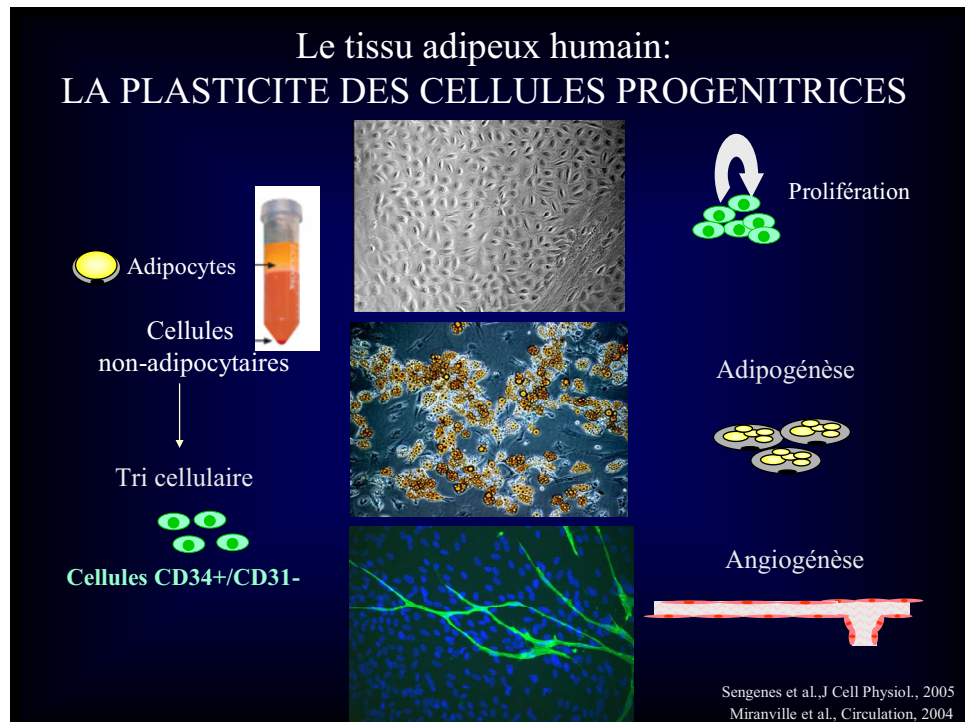 Le tissu adipeux humain:
LA PLASTICITE DES CELLULES PROGENITRICES
Adipocytes
Cellules
non-adipocytaires
Tri cellulaire
Cellules CD34+/CD31-
Prolifération
Adipogénèse
Angiogénèse
Sengenes et al.,J Cell Physiol., 2005
Miranville et al., Circulation, 2004